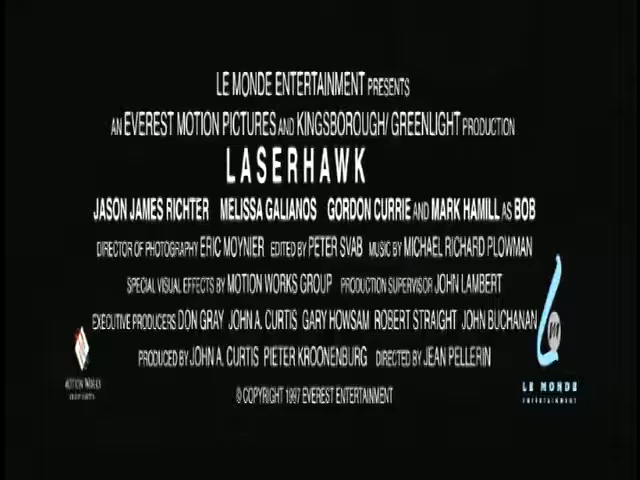 LE MONDE ENTERTAINMENT PRESENTS
AN EVEREST MOTION PICTURES AND KINGSBOROUGH/ GREENLIGHT PRODUCTION
LASERHAWK
JASON JAMES RICHTER MELISSA GALIANOS GORDON CURRIE AND MARK HAMILL AS BOB
DIRECTOR OF PHOTOGRAPHY ERIC MOYNIER EDITED BY PETER SVAB MUSIC BY MICHAEL RICHARD PLOWMAN
SPECIAL VISUAL EFFECTS BY MOTION WORKS GROUP PRODUCTION SUPERVISOR JOHN LAMBERT
EXECUTIVE PRODUCERS DON GRAY JOHN A. CURTIS GARY HOWSAM ROBERT STRAIGHT JOHN BUCHANAN
PRODUCED BY JOHN A. CURTIS PIETER KROONENBURG DIRECTED BY JEAN PELLERIN
© COPYRIGHT 1997 EVEREST ENTERTAINMENT
MOTION WORKS
m
LE MONDE
ENTERTAINMENT